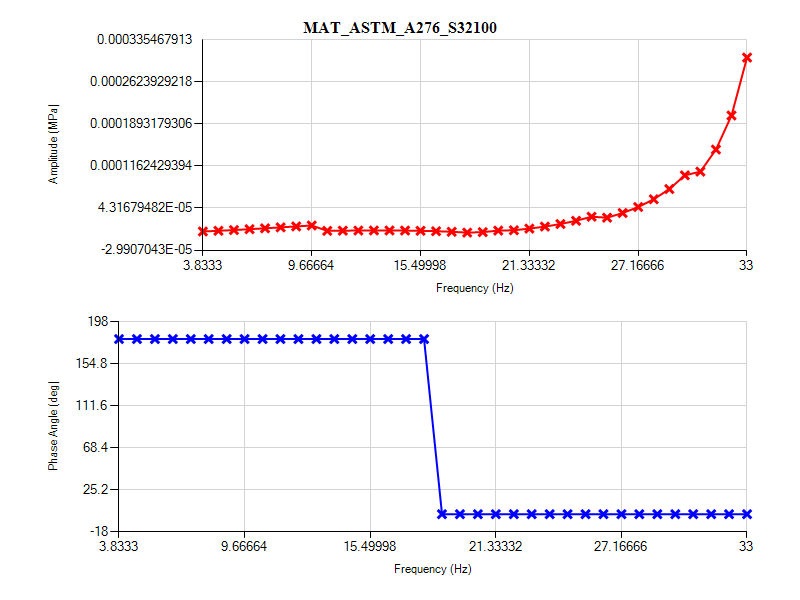 MAT_ASTM_A276_S32100
0.000335467913
0.0002623929218
0.0001893179306
0.0001162429394
4.31679482E-05
-2.9907043E-05
Amplitude (MPa)
3.8333 9.66664 15.49998 21.33332 27.16666 33
Frequency (Hz)
198
154.8
111.6
68.4
25.2
-18
Phase Angle (deg)
3.8333 9.66664 15.49998 21.33332 27.16666 33
Frequency (Hz)